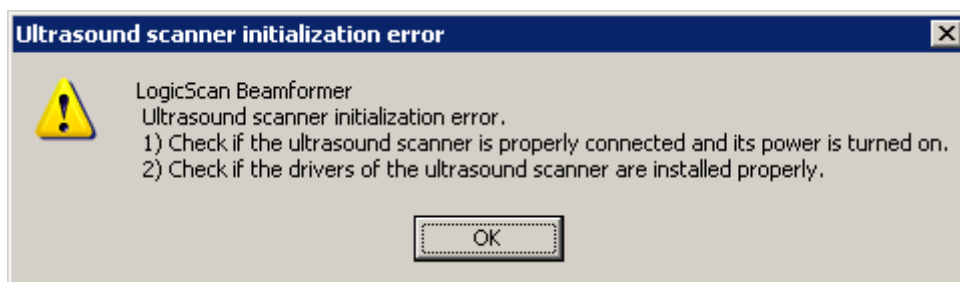 Ultrasound scanner initialization error
LogicScan Beamformer
Ultrasound scanner initialization error.
1) Check if the ultrasound scanner is properly connected and its power is turned on.
2) Check if the drivers of the ultrasound scanner are installed properly.
OK